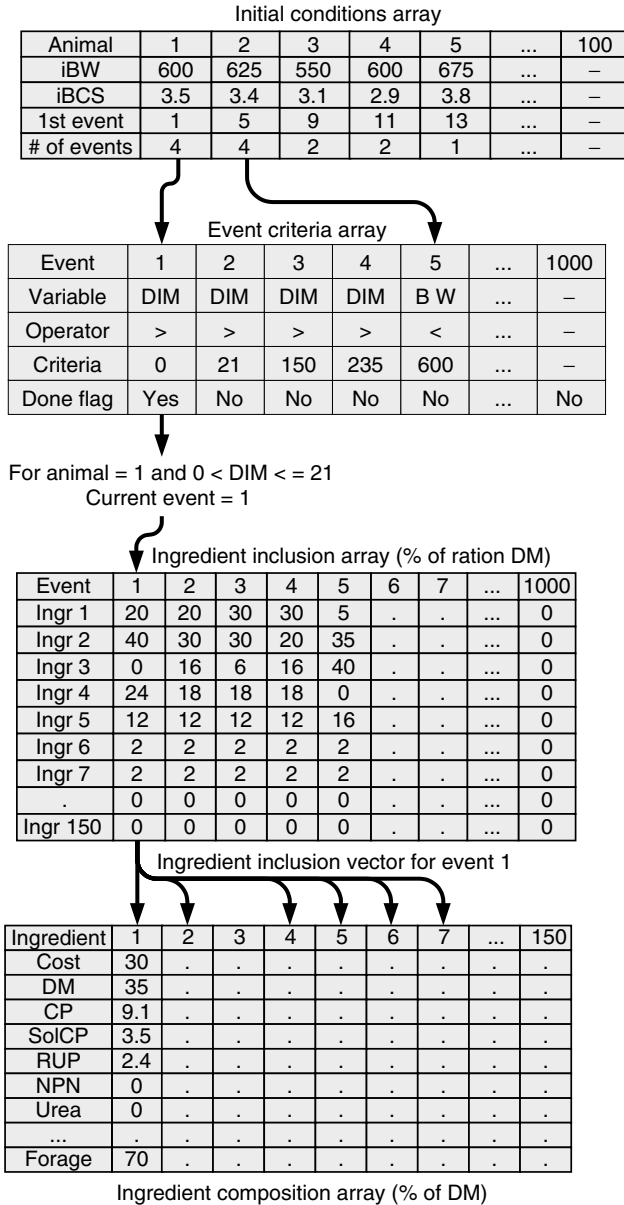 Initial conditions array
Animal 1 2 3 4 5 ... 100
iBW 600 625 550 600 675 ... –
iBCS 3.5 3.4 3.1 2.9 3.8 ... –
1st event 1 5 9 11 13 ... –
# of events 4 4 2 2 1 ... –
Event criteria array
Event 1 2 3 4 5 ... 1000
Variable DIM DIM DIM DIM B W ... –
Operator > > > > < ... –
Criteria 0 21 150 235 600 ... –
Done flag Yes No No No No ... No
For animal = 1 and 0 < DIM < = 21
Current event = 1
Ingredient inclusion array (% of ration DM)
Event 1 2 3 4 5 6 7 ... 1000
Ingr 1 20 20 30 30 5 . . ... 0
Ingr 2 40 30 30 20 35 . . ... 0
Ingr 3 0 16 6 16 40 . . ... 0
Ingr 4 24 18 18 18 0 . . ... 0
Ingr 5 12 12 12 12 16 . . ... 0
Ingr 6 2 2 2 2 2 . . ... 0
Ingr 7 2 2 2 2 2 . . ... 0
. 0 0 0 0 0 . . ... 0
Ingr 150 0 0 0 0 0 . . ... 0
Ingredient inclusion vector for event 1
Ingredient 1 2 3 4 5 6 7 ... 150
Cost 30 . . . . . . . .
DM 35 . . . . . . . .
CP 9.1 . . . . . . . .
SolCP 3.5 . . . . . . . .
RUP 2.4 . . . . . . . .
NPN 0 . . . . . . . .
Urea 0 . . . . . . . .
... . . . . . . . . .
Forage 70 . . . . . . . .
Ingredient composition array (% of DM)